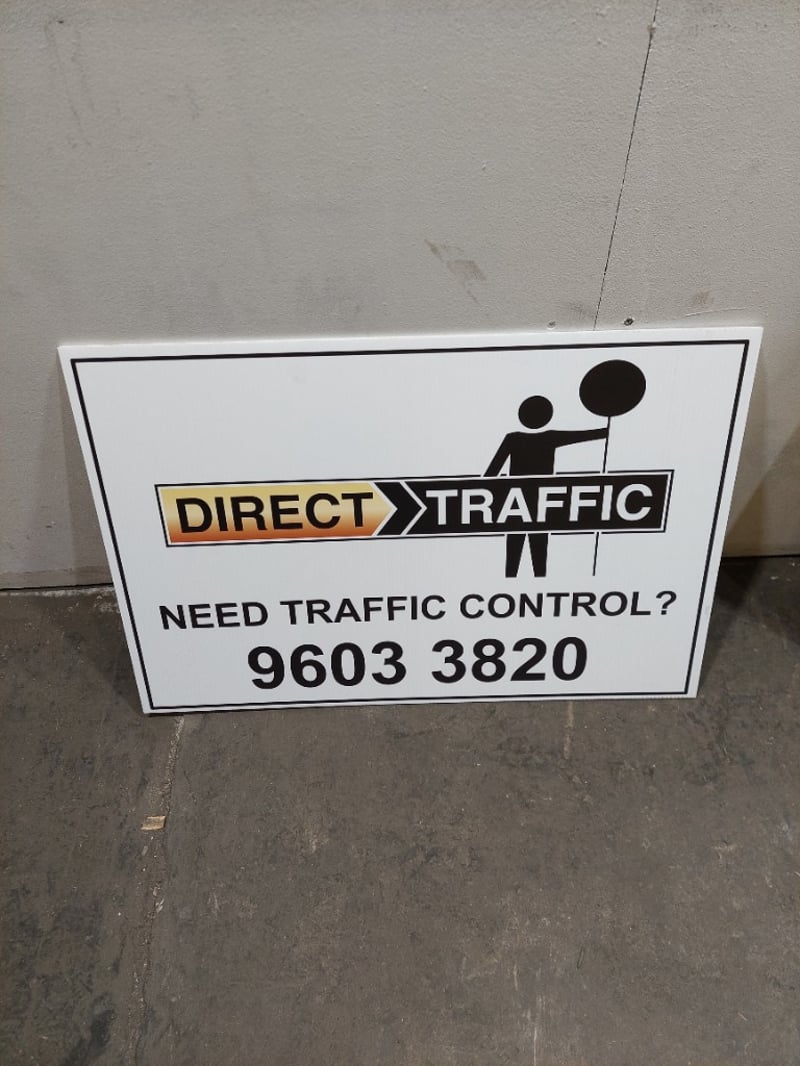 DIRECT TRAFFIC
NEED TRAFFIC CONTROL?
9603 3820